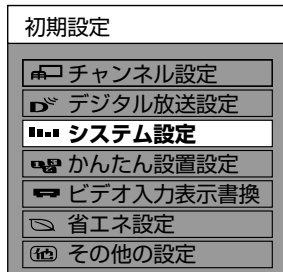 初期設定
チャンネル設定
デジタル放送設定
システム設定
かんたん設置設定
ビデオ入力表示書換
省エネ設定
他 その他の設定